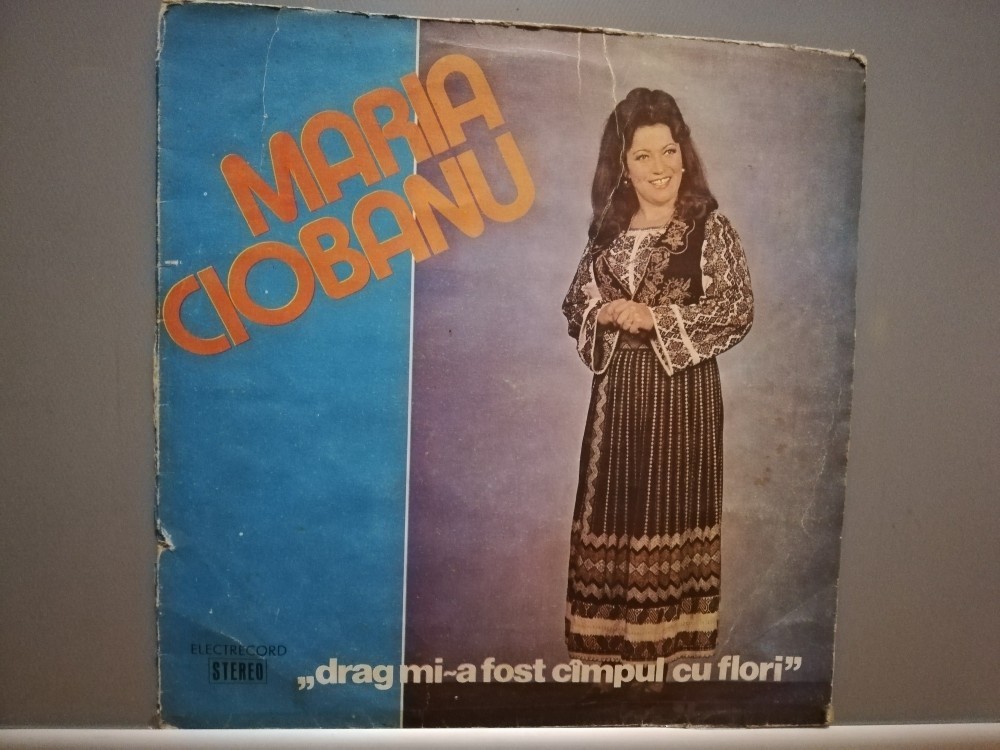 MARIA
CIOBANU
ELECTRECORD
STEREO
„drag mi~a fost cîmpul cu flori”